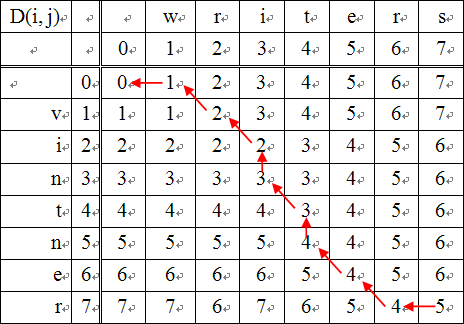 D(i, j) w r i t e r s
0 1 2 3 4 5 6 7
0 0 1 2 3 4 5 6 7
v 1 1 1 2 3 4 5 6 7
i 2 2 2 2 2 3 4 5 6
n 3 3 3 3 3 3 4 5 6
t 4 4 4 4 4 3 4 5 6
n 5 5 5 5 5 4 4 5 6
e 6 6 6 6 6 5 4 5 6
r 7 7 7 6 7 6 5 4 5